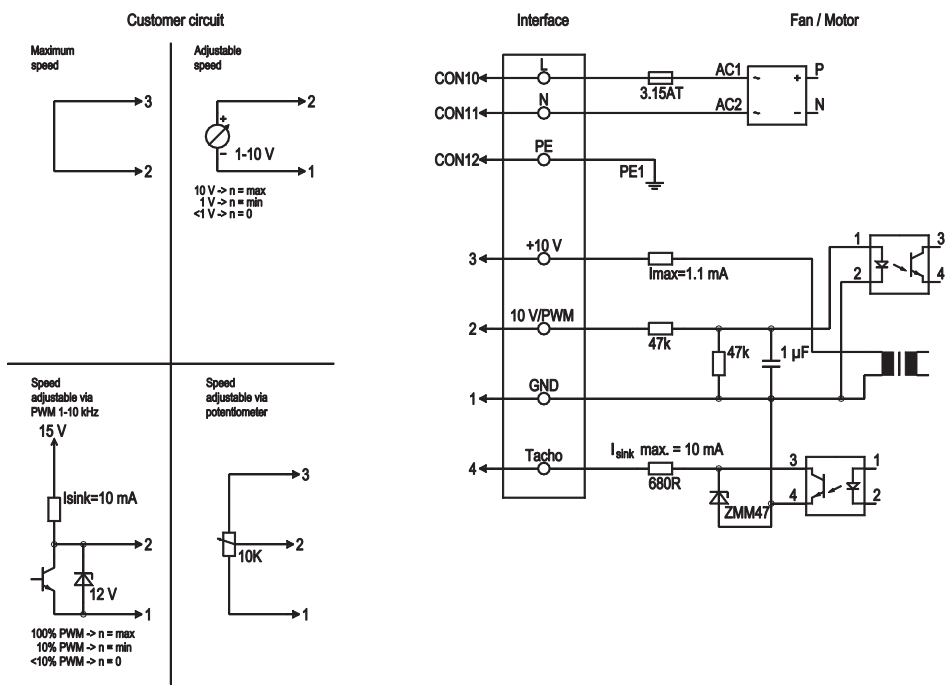 Customer circuit
Interface
Fan / Motor
Maximum
speed
3
2
Adjustable
speed
2
+
–
1-10 V
1
10 V -> n = max
1 V -> n = min
<1 V -> n = 0
Speed
adjustable via
PWM 1-10 kHz
15 V
Isink=10 mA
2
12 V
1
100% PWM -> n = max
10% PWM -> n = min
<10% PWM -> n = 0
Speed
adjustable via
potentiometer
3
10K
2
1
CON10
L
3.15AT
AC1
~
+
P
CON11
N
AC2
~
–
N
CON12
PE
PE1
3
+10 V
Imax=1.1 mA
1
2
3
4
2
10 V/PWM
47k
47k
1 µF
1
GND
4
Tacho
Isink max. = 10 mA
680R
ZMM47
3
4
1
2